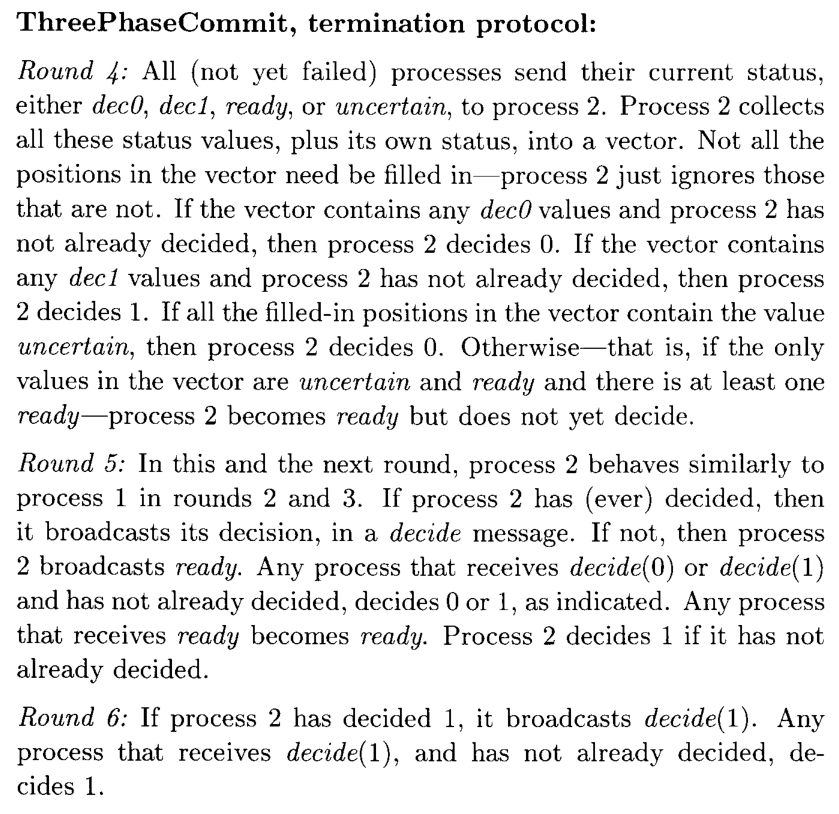 ThreePhaseCommit, termination protocol:
Round 4: All (not yet failed) processes send their current status,
either dec0, dec1, ready, or uncertain, to process 2. Process 2 collects
all these status values, plus its own status, into a vector. Not all the
positions in the vector need be filled in—process 2 just ignores those
that are not. If the vector contains any dec0 values and process 2 has
not already decided, then process 2 decides 0. If the vector contains
any dec1 values and process 2 has not already decided, then process
2 decides 1. If all the filled-in positions in the vector contain the value
uncertain, then process 2 decides 0. Otherwise—that is, if the only
values in the vector are uncertain and ready and there is at least one
ready—process 2 becomes ready but does not yet decide.
Round 5: In this and the next round, process 2 behaves similarly to
process 1 in rounds 2 and 3. If process 2 has (ever) decided, then
it broadcasts its decision, in a decide message. If not, then process
2 broadcasts ready. Any process that receives decide(0) or decide(1)
and has not already decided, decides 0 or 1, as indicated. Any process
that receives ready becomes ready. Process 2 decides 1 if it has not
already decided.
Round 6: If process 2 has decided 1, it broadcasts decide(1). Any
process that receives decide(1), and has not already decided, de-
cides 1.